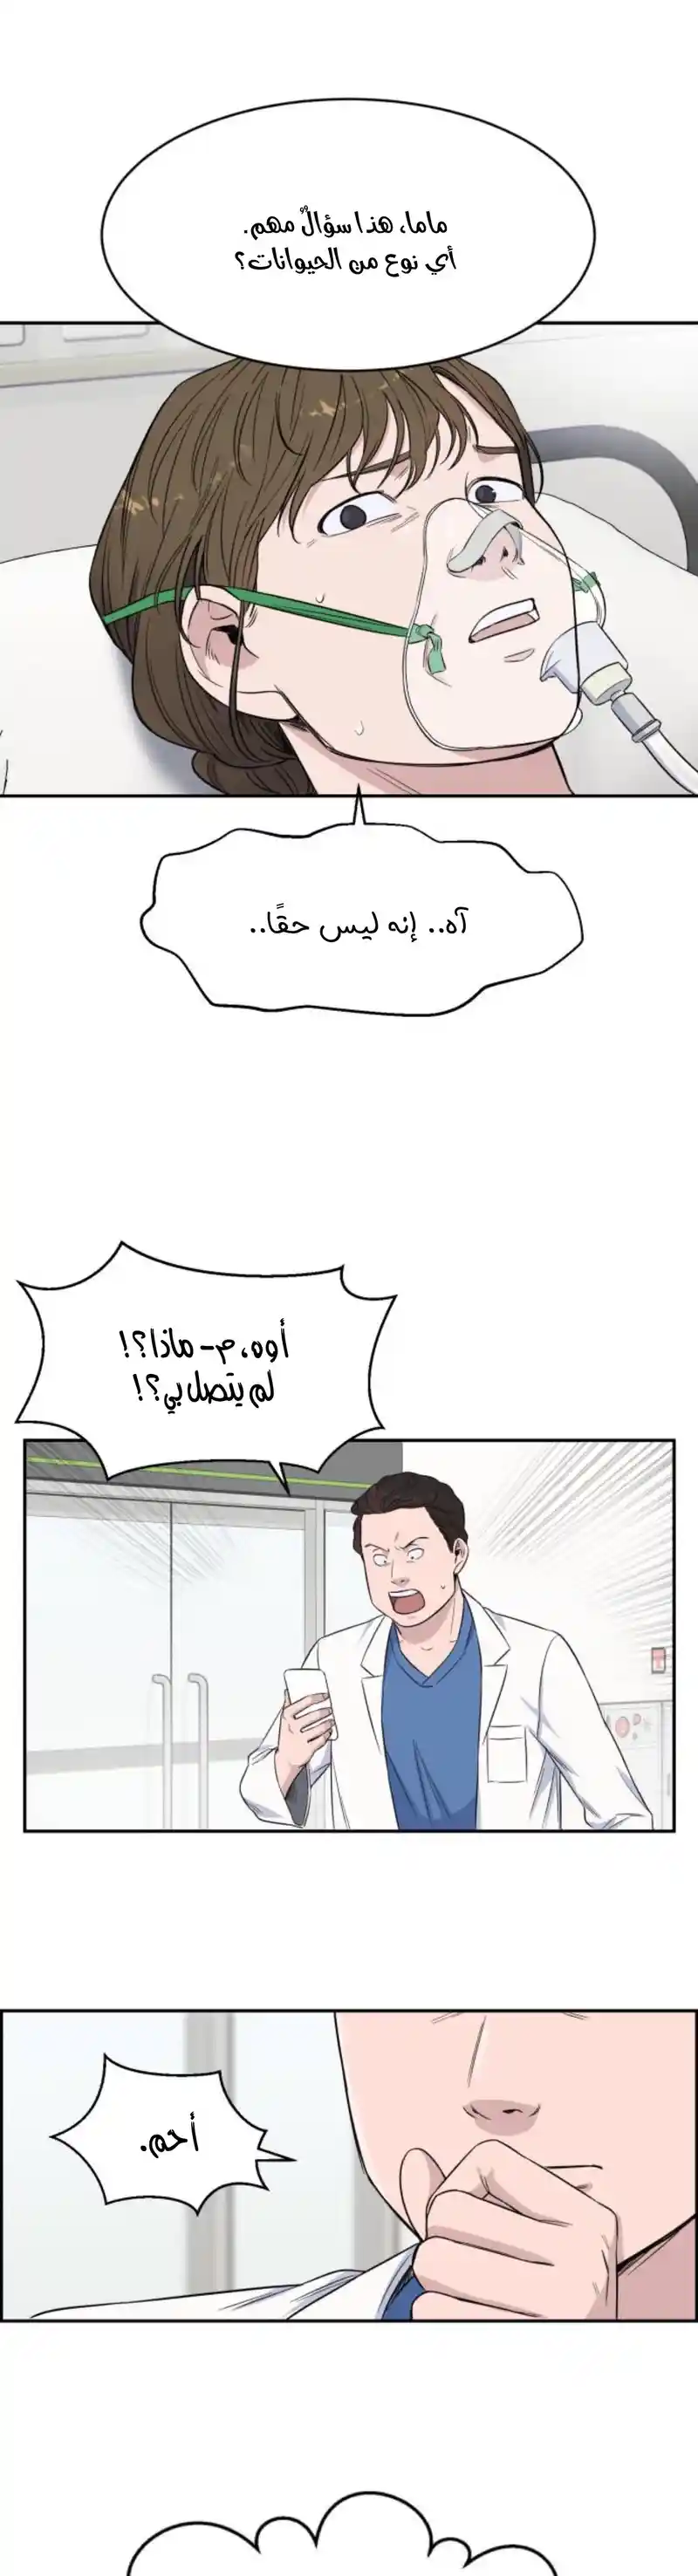 ماما، هذا سؤالٌ مهم.
أي نوع من الحيوانات؟
آه.. إنه ليس حقًا..
أوه، م- ماذا؟!
لم يتصل بي؟!
أحم.